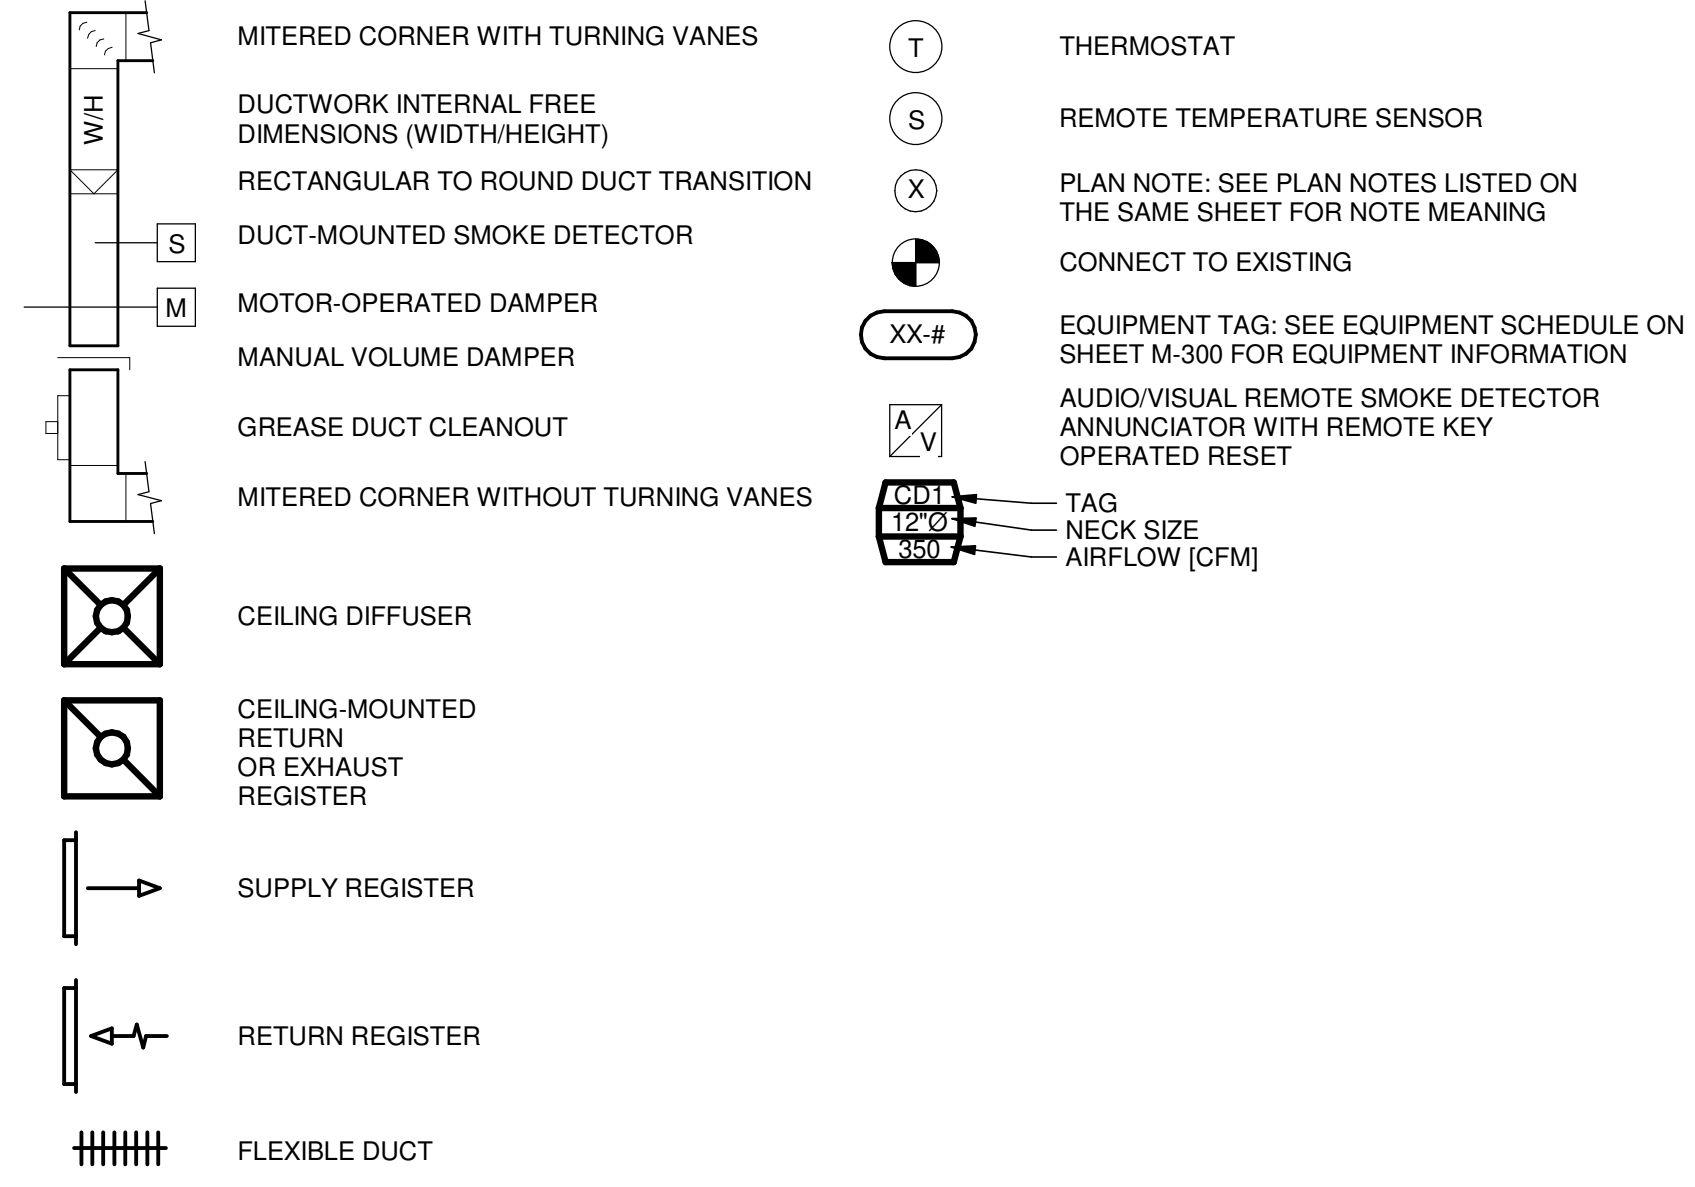 MITERED CORNER WITH TURNING VANES
W/H
DUCTWORK INTERNAL FREE
DIMENSIONS (WIDTH/HEIGHT)
RECTANGULAR TO ROUND DUCT TRANSITION
S
DUCT-MOUNTED SMOKE DETECTOR
M
MOTOR-OPERATED DAMPER
MANUAL VOLUME DAMPER
GREASE DUCT CLEANOUT
MITERED CORNER WITHOUT TURNING VANES
CEILING DIFFUSER
CEILING-MOUNTED
RETURN
OR EXHAUST
REGISTER
SUPPLY REGISTER
RETURN REGISTER
FLEXIBLE DUCT
T
THERMOSTAT
S
REMOTE TEMPERATURE SENSOR
X
PLAN NOTE: SEE PLAN NOTES LISTED ON
THE SAME SHEET FOR NOTE MEANING
CONNECT TO EXISTING
XX-#
EQUIPMENT TAG: SEE EQUIPMENT SCHEDULE ON
SHEET M-300 FOR EQUIPMENT INFORMATION
A/V
AUDIO/VISUAL REMOTE SMOKE DETECTOR
ANNUNCIATOR WITH REMOTE KEY
OPERATED RESET
CD1
TAG
12"Ø
NECK SIZE
350
AIRFLOW [CFM]